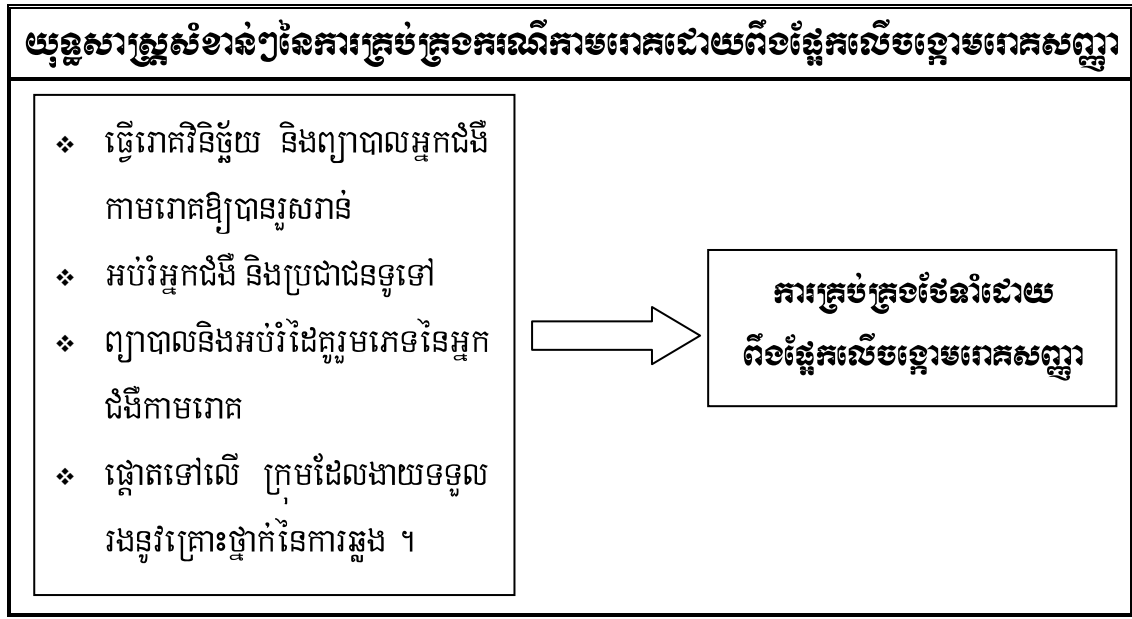 យុទ្ធសាស្ត្រសំខាន់ៗនៃការគ្រប់គ្រងករណីកាមរោគដោយពឹងផ្អែកលើចង្កោមរោគសញ្ញា
❖ ធ្វើរោគវិនិច្ឆ័យ និងព្យាបាលអ្នកជំងឺ
កាមរោគឱ្យបានរួសរាន់
❖ អប់រំអ្នកជំងឺ និងប្រជាជនទូទៅ
❖ ព្យាបាលនិងអប់រំដៃគូរួមភេទនៃអ្នក
ជំងឺកាមរោគ
❖ ផ្តោតទៅលើ ក្រុមដែលងាយទទួល
រងនូវគ្រោះថ្នាក់នៃការឆ្លង ។
ការគ្រប់គ្រងថែទាំដោយ
ពឹងផ្អែកលើចង្កោមរោគសញ្ញា